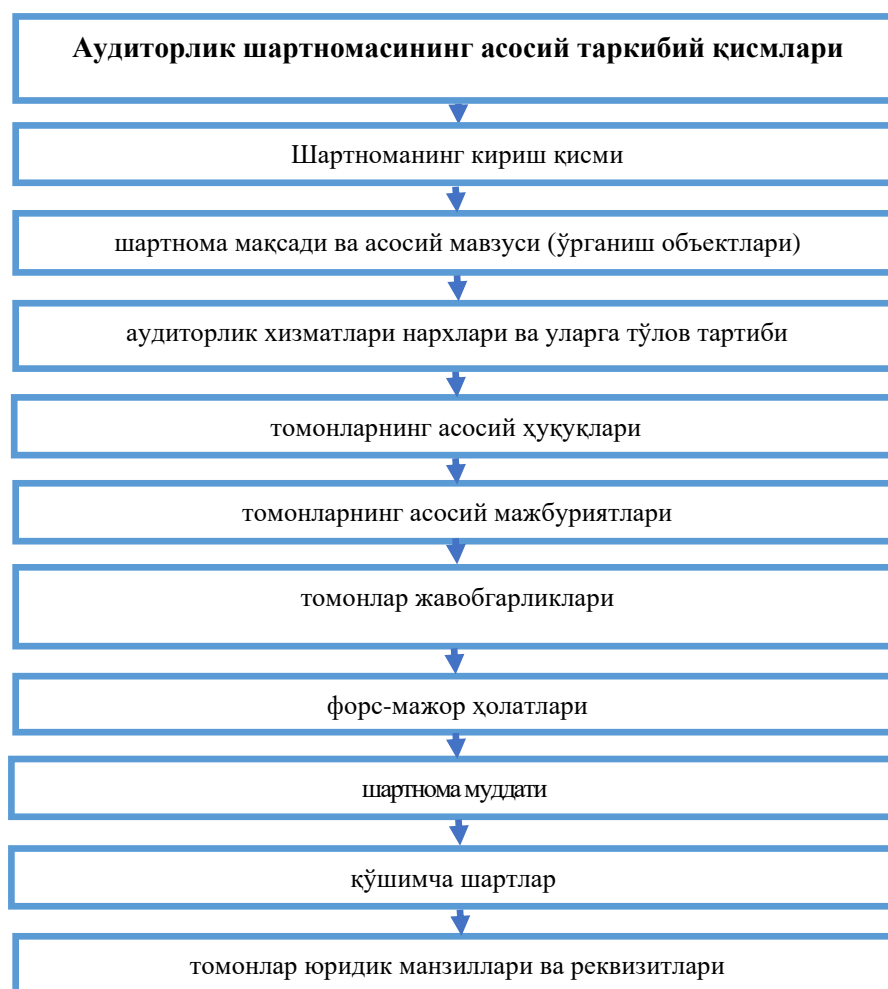 Аудиторлик шартномасининг асосий таркибий қисмлари
Шартноманинг кириш қисми
шартнома мақсади ва асосий мавзуси (ўрганиш объектлари)
аудиторлик хизматлари нархлари ва уларга тўлов тартиби
томонларнинг асосий ҳуқуқлари
томонларнинг асосий мажбуриятлари
томонлар жавобгарликлари
форс-мажор ҳолатлари
шартнома муддати
қўшимча шартлар
томонлар юридик манзиллари ва реквизитлари